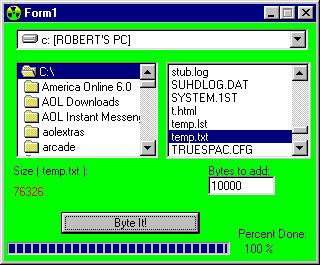 Form1
c: [ROBERT'S PC]
C:\
America Online 6.0
AOL Downloads
AOL Instant Messeng
aolextras
arcade
stub.log
SUHDLOG.DAT
SYSTEM.1ST
t.html
temp.lst
temp.txt
TRUESPAC.CFG
Size ( temp.txt ):
76326
Bytes to add:
10000
Byte It!
Percent Done:
100 %